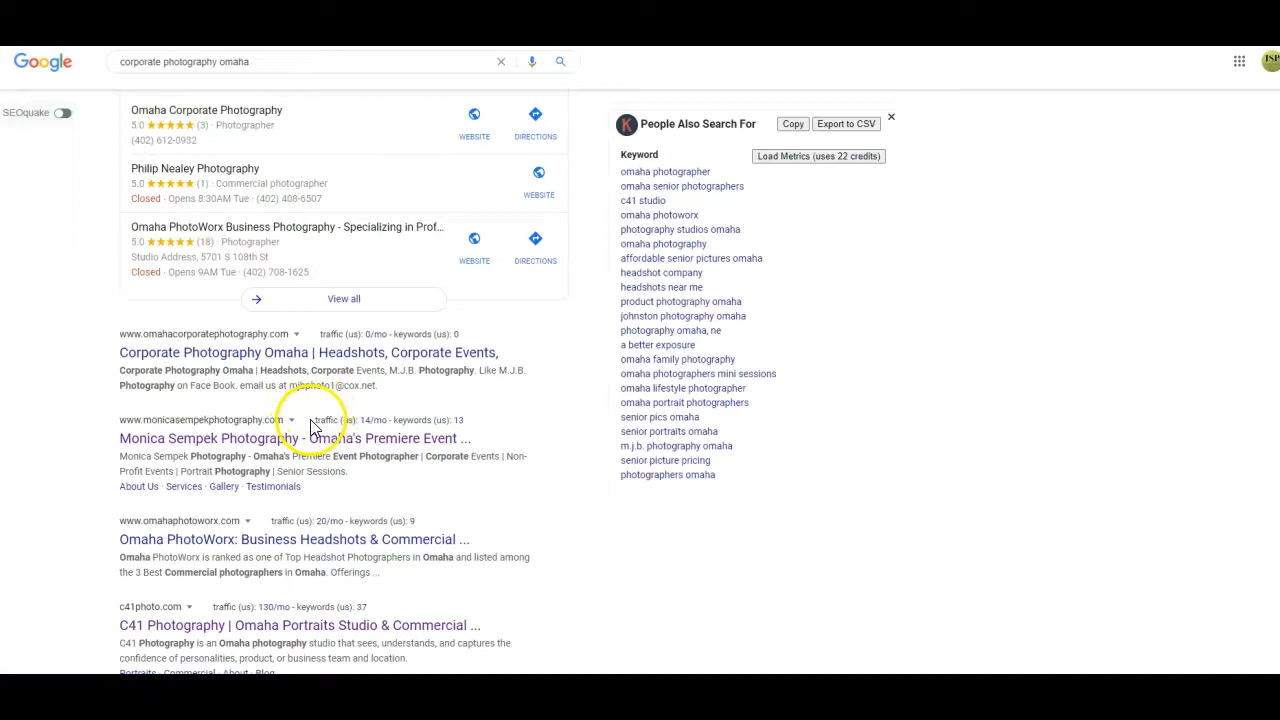 Google
corporate photography omaha
JSP
SEOquake
Omaha Corporate Photography
5.0 (3) · Photographer
(402) 612-0932
WEBSITE
DIRECTIONS
Philip Nealey Photography
5.0 (1) · Commercial photographer
Closed · Opens 8:30AM Tue · (402) 408-6507
WEBSITE
Omaha PhotoWorx Business Photography - Specializing in Prof...
5.0 (18) · Photographer
Studio Address, 5701 S 108th St
Closed · Opens 9AM Tue · (402) 708-1625
WEBSITE
DIRECTIONS
View all
www.omahacorporatephotography.com traffic (us): 0/mo - keywords (us): 0
Corporate Photography Omaha | Headshots, Corporate Events,
Corporate Photography Omaha | Headshots, Corporate Events, M.J.B. Photography. Like M.J.B.
Photography on Face Book. email us at mjbphoto1@cox.net.
www.monicasempekphotography.com traffic (us): 14/mo - keywords (us): 13
Monica Sempek Photography - Omaha's Premiere Event ...
Monica Sempek Photography - Omaha's Premiere Event Photographer | Corporate Events | Non-
Profit Events | Portrait Photography | Senior Sessions.
About Us · Services · Gallery · Testimonials
www.omahaphotoworx.com traffic (us): 20/mo - keywords (us): 9
Omaha PhotoWorx: Business Headshots & Commercial ...
Omaha PhotoWorx is ranked as one of Top Headshot Photographers in Omaha and listed among
the 3 Best Commercial photographers in Omaha. Offerings ...
c41photo.com traffic (us): 130/mo - keywords (us): 37
C41 Photography | Omaha Portraits Studio & Commercial ...
C41 Photography is an Omaha photography studio that sees, understands, and captures the
confidence of personalities, product, or business team and location.
Portraits · Commercial · About · Blog
K People Also Search For
Copy
Export to CSV
Keyword
Load Metrics (uses 22 credits)
omaha photographer
omaha senior photographers
c41 studio
omaha photoworx
photography studios omaha
omaha photography
affordable senior pictures omaha
headshot company
headshots near me
product photography omaha
johnston photography omaha
photography omaha, ne
a better exposure
omaha family photography
omaha photographers mini sessions
omaha lifestyle photographer
omaha portrait photographers
senior pics omaha
senior portraits omaha
m.j.b. photography omaha
senior picture pricing
photographers omaha